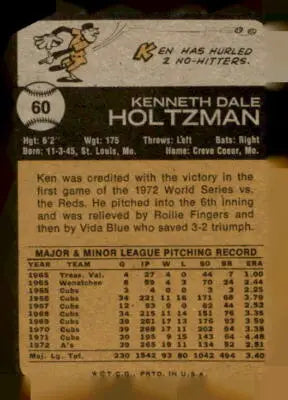 KEN HAS HURLED
2 NO-HITTERS.
60
KENNETH DALE
HOLTZMAN
Hgt: 6'2" Wgt: 175 Throws: Left Bats: Right
Born: 11-3-45, St. Louis, Mo. Home: Creve Coeur, Mo.
Ken was credited with the victory in the
first game of the 1972 World Series vs.
the Reds. He pitched into the 6th inning
and was relieved by Rollie Fingers and
then by Vida Blue who saved 3-2 triumph.
MAJOR & MINOR LEAGUE PITCHING RECORD
YEAR TEAM G IP W L SO BB ERA
1965 Treas. Val. 4 27 4 0 44 7 1.00
1965 Wenatchee 8 59 4 3 70 24 2.44
1965 Cubs 3 4 0 0 3 3 2.25
1966 Cubs 34 221 11 16 171 68 3.79
1967 Cubs 12 93 9 0 62 2.52
1968 Cubs 34 215 11 14 151 76 3.35
1969 Cubs 39 261 17 13 176 93 3.59
1970 Cubs 39 288 17 11 202 94 3.38
1971 Cubs 30 195 9 15 143 64 4.48
1972 A's 39 265 19 11 134 52 2.51
Maj. Lg. Tot. 230 1542 93 80 1042 494 3.40
★ © T.C.G., PRTD. IN U.S.A.